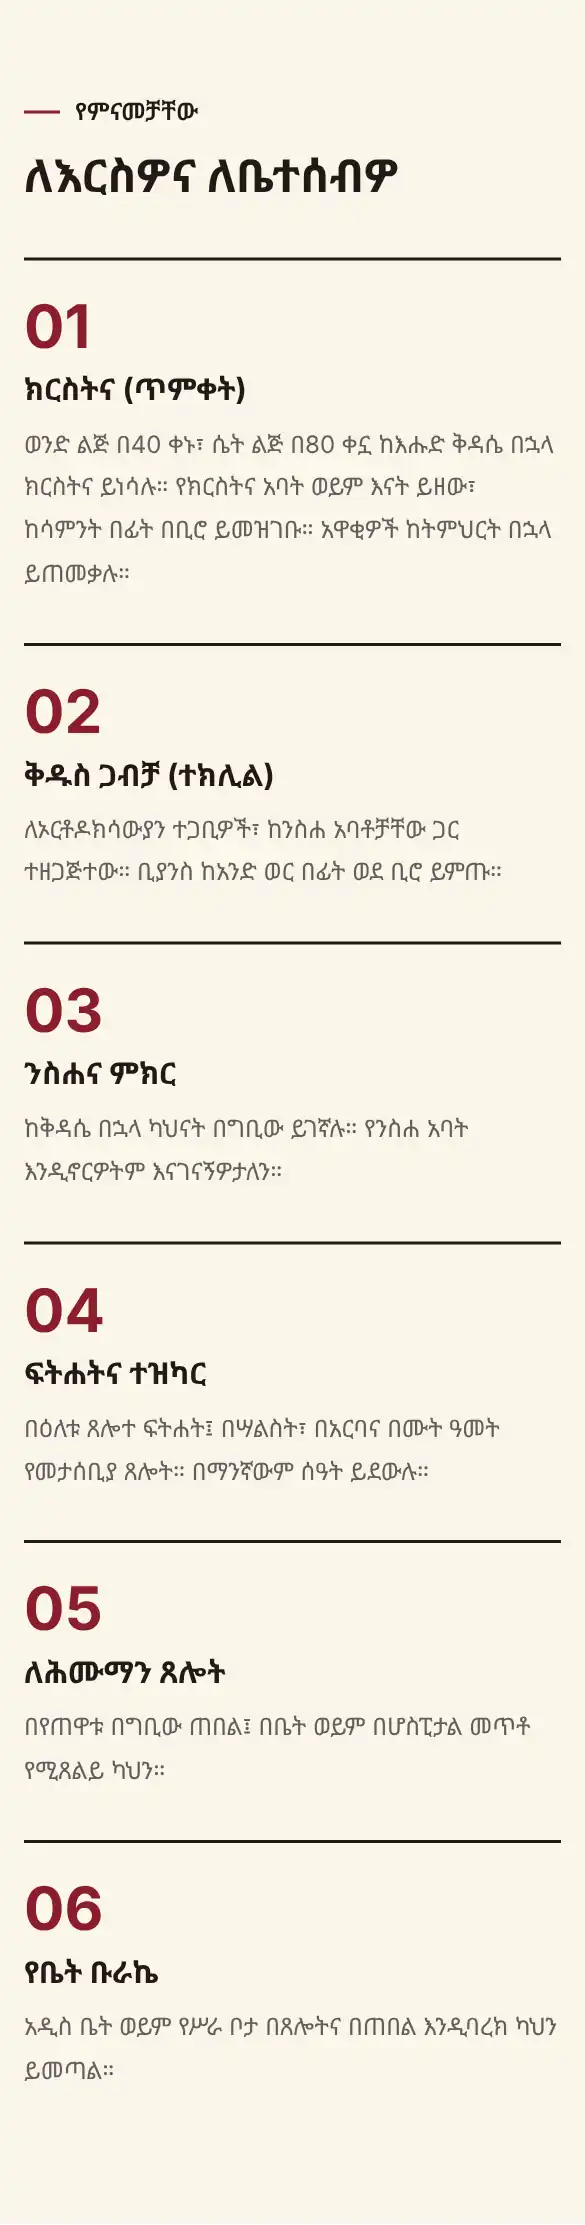 የምናመቻቸው
ለእርስዎና ለቤተሰብዎ
01
ክርስትና (ጥምቀት)
ወንድ ልጅ በ40 ቀኑ፣ ሴት ልጅ በ80 ቀኗ ከእሑድ ቅዳሴ በኋላ
ክርስትና ይነሳሉ። የክርስትና አባት ወይም እናት ይዘው፣
ከሳምንት በፊት በቢሮ ይመዝገቡ። አዋቂዎች ከትምህርት በኋላ
ይጠመቃሉ።
02
ቅዱስ ጋብቻ (ተክሊል)
ለኦርቶዶክሳውያን ተጋቢዎች፣ ከንስሐ አባቶቻቸው ጋር
ተዘጋጅተው። ቢያንስ ከአንድ ወር በፊት ወደ ቢሮ ይምጡ።
03
ንስሐና ምክር
ከቅዳሴ በኋላ ካህናት በግቢው ይገኛሉ። የንስሐ አባት
እንዲኖርዎትም እናገናኝዎታለን።
04
ፍትሐትና ተዝካር
በዕለቱ ጸሎተ ፍትሐት፤ በሣልስት፣ በአርባና በሙት ዓመት
የመታሰቢያ ጸሎት። በማንኛውም ሰዓት ይደውሉ።
05
ለሕሙማን ጸሎት
በየጠዋቱ በግቢው ጠበል፤ በቤት ወይም በሆስፒታል መጥቶ
የሚጸልይ ካህን።
06
የቤት ቡራኬ
አዲስ ቤት ወይም የሥራ ቦታ በጸሎትና በጠበል እንዲባረክ ካህን
ይመጣል።